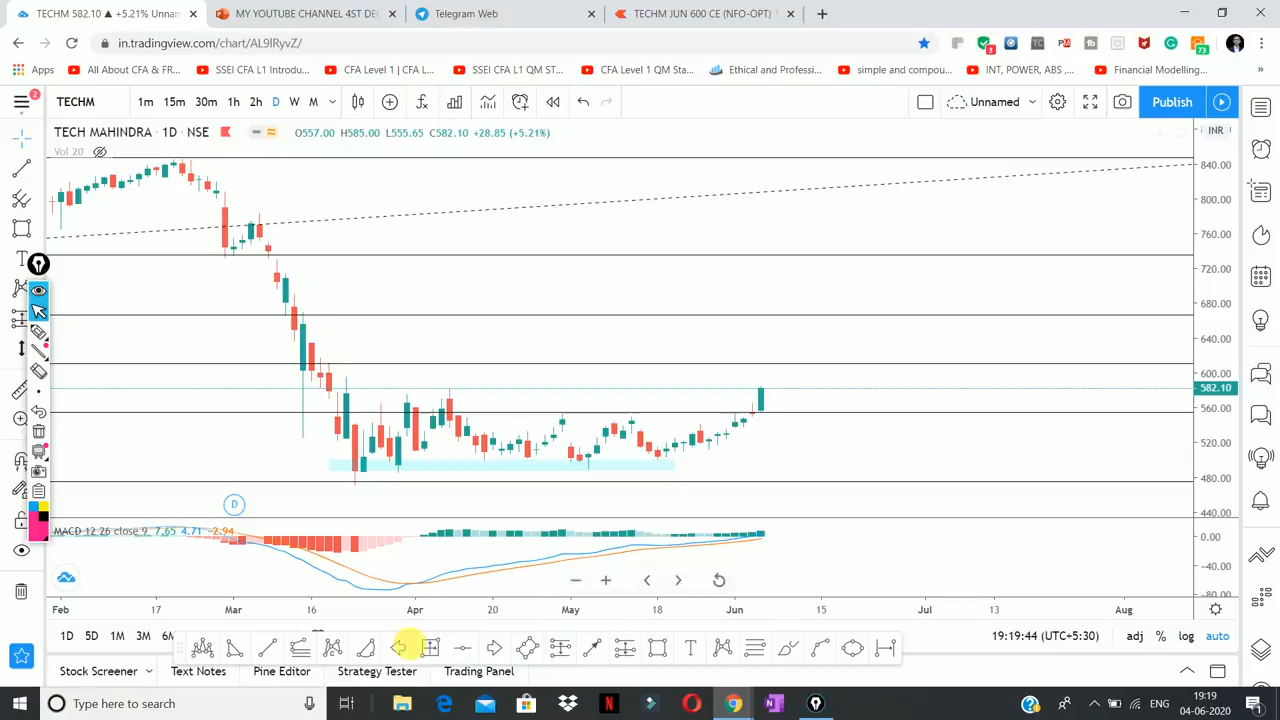 TECHM 582.10 ▲ +5.21% Unnam
MY YOUTUBE CHANNEL 4ST DE
Telegram Web
TECHM JUN 600 CE (NFO-OPT) 1
in.tradingview.com/chart/AL9lRyvZ/
Apps
All About CFA & FR...
SSEI CFA L1 Introdu...
CFA Level 1 | CFA L...
SSEI CFA L1 QM ST...
CFA Level 1 QM Sta...
Ethical and Professi...
simple and compou...
INT, POWER, ABS ,...
Financial Modelling...
TECHM
1m 15m 30m 1h 2h D W M
Unnamed
Publish
TECH MAHINDRA · 1D · NSE
O557.00 H585.00 L555.65 C582.10 +28.85 (+5.21%)
INR
Vol 20
840.00
800.00
760.00
720.00
680.00
640.00
600.00
582.10
560.00
520.00
480.00
440.00
D
MACD 12 26 close 9 7.65 4.71 −2.94
0.00
−40.00
−80.00
Feb 17 Mar 16 Apr 20 May 18 Jun 15 Jul 13 Aug
1D 5D 1M 3M 6M
19:19:44 (UTC+5:30)
adj % log auto
Stock Screener
Text Notes
Pine Editor
Strategy Tester
Trading Panel
Type here to search
ENG
19:19
04-06-2020